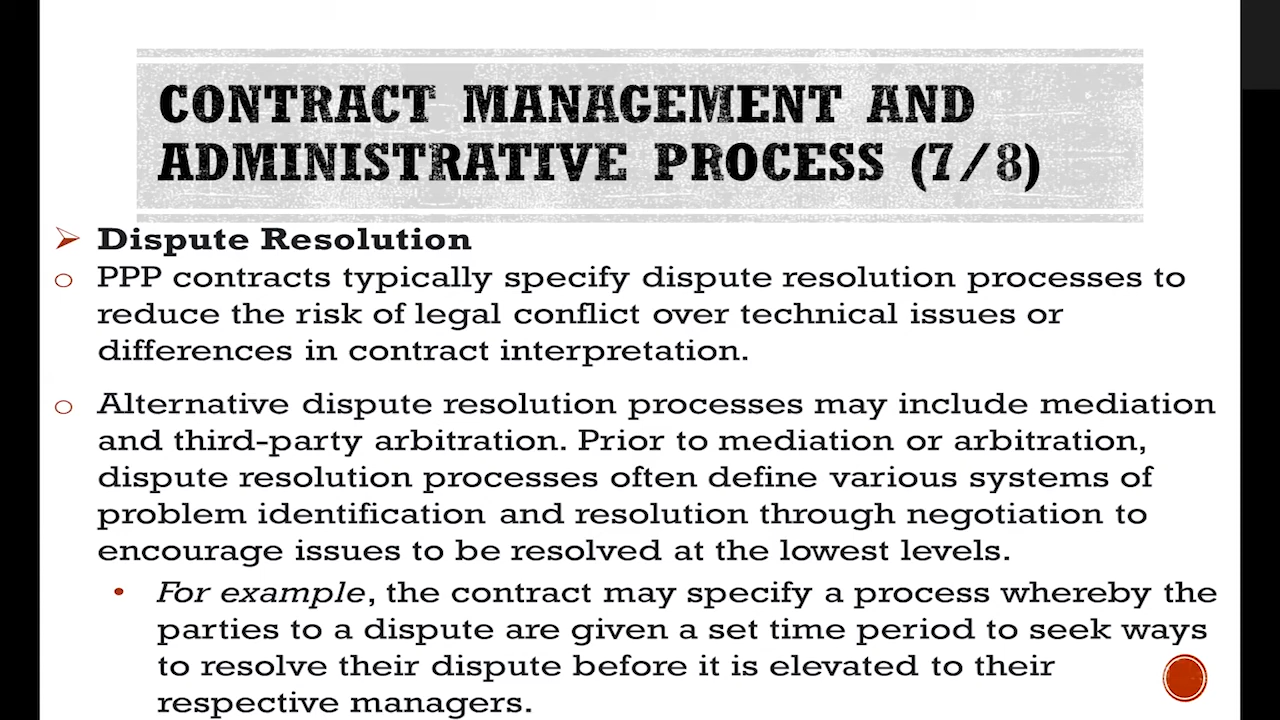 CONTRACT MANAGEMENT AND
ADMINISTRATIVE PROCESS (7/8)
➢ Dispute Resolution
o PPP contracts typically specify dispute resolution processes to
reduce the risk of legal conflict over technical issues or
differences in contract interpretation.
o Alternative dispute resolution processes may include mediation
and third-party arbitration. Prior to mediation or arbitration,
dispute resolution processes often define various systems of
problem identification and resolution through negotiation to
encourage issues to be resolved at the lowest levels.
• For example, the contract may specify a process whereby the
parties to a dispute are given a set time period to seek ways
to resolve their dispute before it is elevated to their
respective managers.